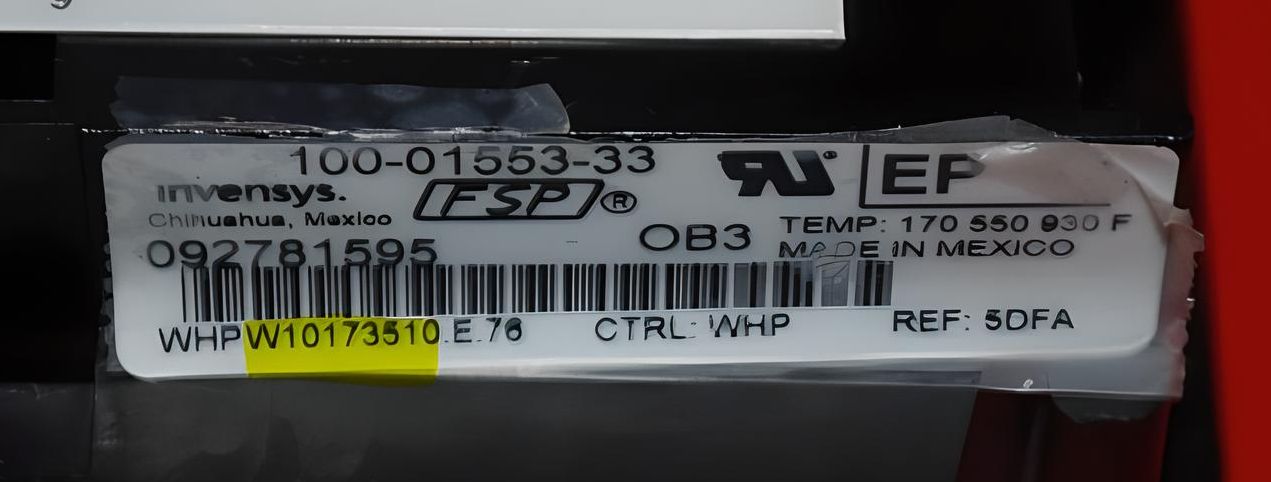 100-01553-33
invensys.
Chihuahua, Mexico
FSP®
EP
092781595
OB3
TEMP: 170 550 930 F
MADE IN MEXICO
WHPW10173510.E.76
CTRL: WHP
REF: 5DFA